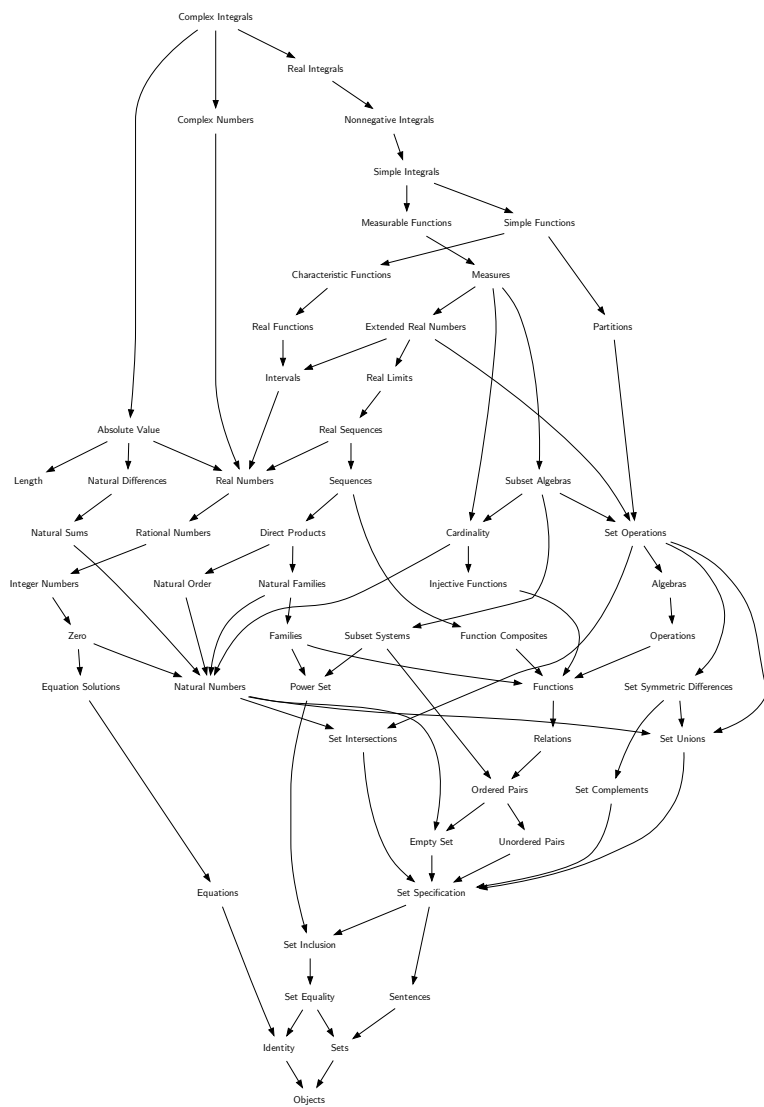 Complex Integrals
Real Integrals
Complex Numbers
Nonnegative Integrals
Simple Integrals
Measurable Functions
Simple Functions
Characteristic Functions
Measures
Real Functions
Extended Real Numbers
Partitions
Intervals
Real Limits
Absolute Value
Real Sequences
Length
Natural Differences
Real Numbers
Sequences
Subset Algebras
Natural Sums
Rational Numbers
Direct Products
Cardinality
Set Operations
Integer Numbers
Natural Order
Natural Families
Injective Functions
Algebras
Zero
Families
Subset Systems
Function Composites
Operations
Equation Solutions
Natural Numbers
Power Set
Functions
Set Symmetric Differences
Set Intersections
Relations
Set Unions
Ordered Pairs
Set Complements
Empty Set
Unordered Pairs
Equations
Set Specification
Set Inclusion
Set Equality
Sentences
Identity
Sets
Objects